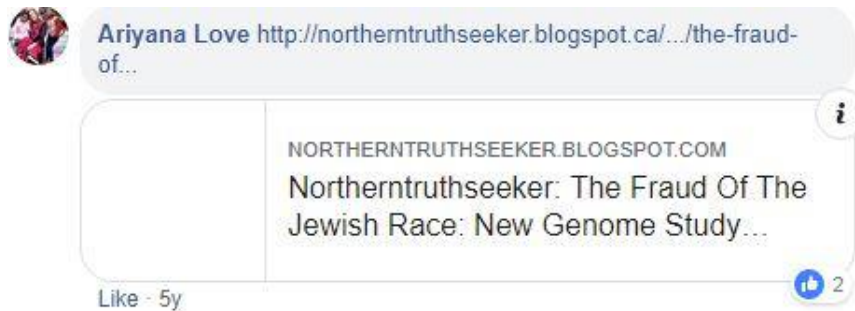 Ariyana Love http://northerntruthseeker.blogspot.ca/.../the-fraud-
of...
i
NORTHERNTRUTHSEEKER.BLOGSPOT.COM
Northerntruthseeker: The Fraud Of The
Jewish Race: New Genome Study...
2
Like · 5y